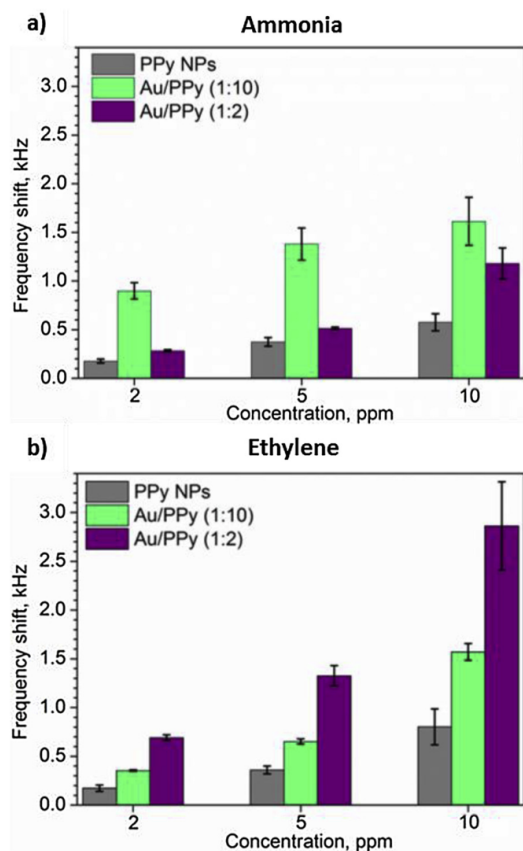 a) Ammonia
PPy NPs
Au/PPy (1:10)
Au/PPy (1:2)
Frequency shift, kHz
3.0
2.5
2.0
1.5
1.0
0.5
0.0
2 5 10
Concentration, ppm
b) Ethylene
PPy NPs
Au/PPy (1:10)
Au/PPy (1:2)
Frequency shift, kHz
3.0
2.5
2.0
1.5
1.0
0.5
0.0
2 5 10
Concentration, ppm